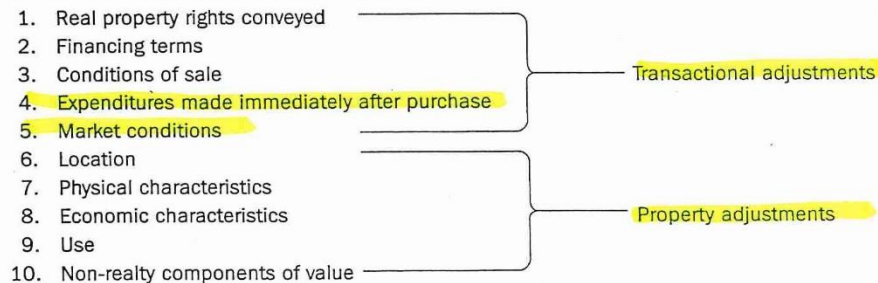 1. Real property rights conveyed
2. Financing terms
3. Conditions of sale
Transactional adjustments
4. Expenditures made immediately after purchase
5. Market conditions
6. Location
7. Physical characteristics
8. Economic characteristics
Property adjustments
9. Use
10. Non-realty components of value